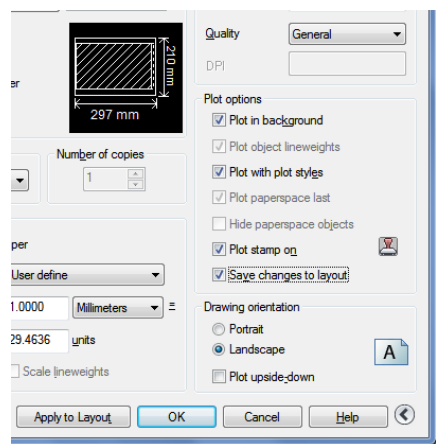 Quality
General
DPI
er
210 mm
297 mm
Plot options
Plot in background
Plot object lineweights
Number of copies
1
Plot with plot styles
Plot paperspace last
Hide paperspace objects
per
Plot stamp on
User define
Save changes to layout
1.0000
Millimeters
=
Drawing orientation
Portrait
29.4636
units
Landscape
A
Scale lineweights
Plot upside-down
Apply to Layout
OK
Cancel
Help